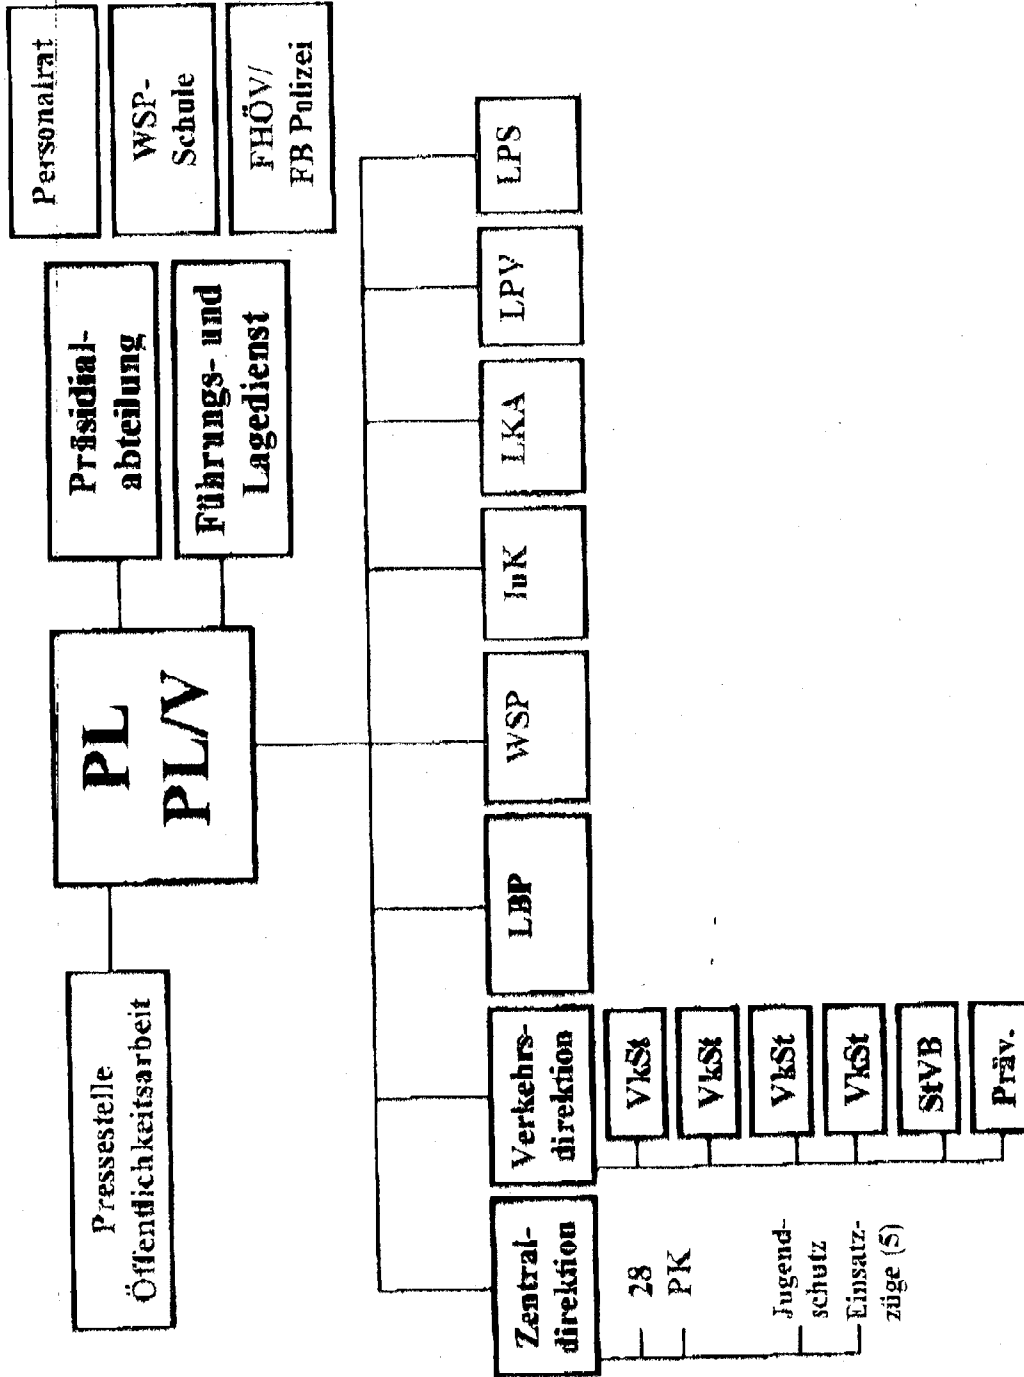 Pressestelle
Öffentlichkeitsarbeit
PL
PL/V
Präsidial-
abteilung
Führungs- und
Lagedienst
Personalrat
WSP-
Schule
FHÖV/
FB Polizei
Zentral-
direktion
Verkehrs-
direktion
LBP
WSP
IuK
LKA
LPV
LPS
28
PK
Jugend-
schutz
Einsatz-
züge (5)
VkSt
VkSt
VkSt
VkSt
StVB
Präv.